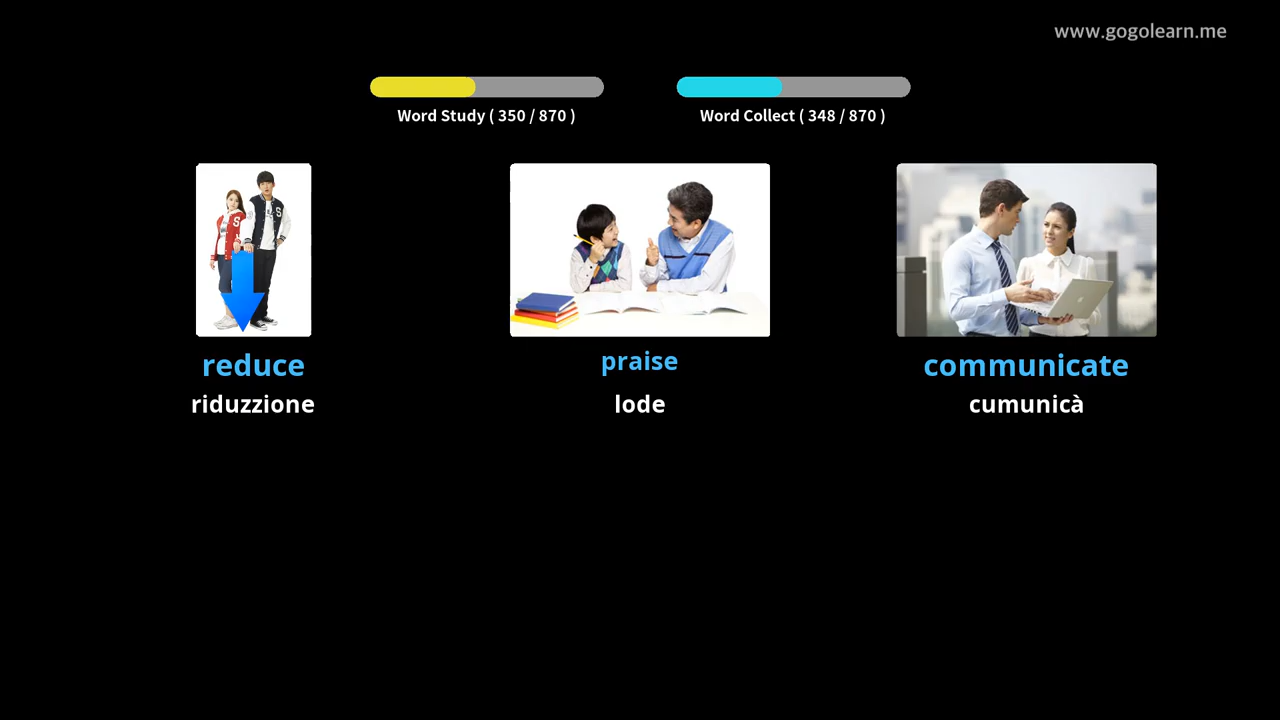 www.gogolearn.me
Word Study ( 350 / 870 )
Word Collect ( 348 / 870 )
S
S
reduce
praise
communicate
riduzzione
lode
cumunicà